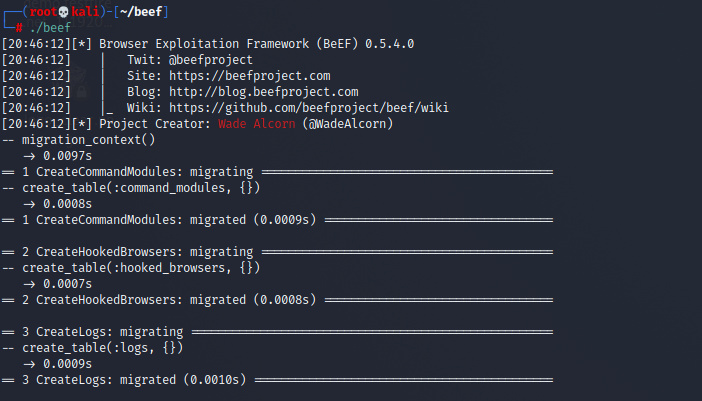 (root💀kali)-[~/beef]
# ./beef
[20:46:12][*] Browser Exploitation Framework (BeEF) 0.5.4.0
[20:46:12]    |   Twit: @beefproject
[20:46:12]    |   Site: https://beefproject.com
[20:46:12]    |   Blog: http://blog.beefproject.com
[20:46:12]    |_  Wiki: https://github.com/beefproject/beef/wiki
[20:46:12][*] Project Creator: Wade Alcorn (@WadeAlcorn)
-- migration_context()
   -> 0.0097s
== 1 CreateCommandModules: migrating ======================================
-- create_table(:command_modules, {})
   -> 0.0008s
== 1 CreateCommandModules: migrated (0.0009s) =============================
== 2 CreateHookedBrowsers: migrating ======================================
-- create_table(:hooked_browsers, {})
   -> 0.0007s
== 2 CreateHookedBrowsers: migrated (0.0008s) =============================
== 3 CreateLogs: migrating ================================================
-- create_table(:logs, {})
   -> 0.0009s
== 3 CreateLogs: migrated (0.0010s) =======================================